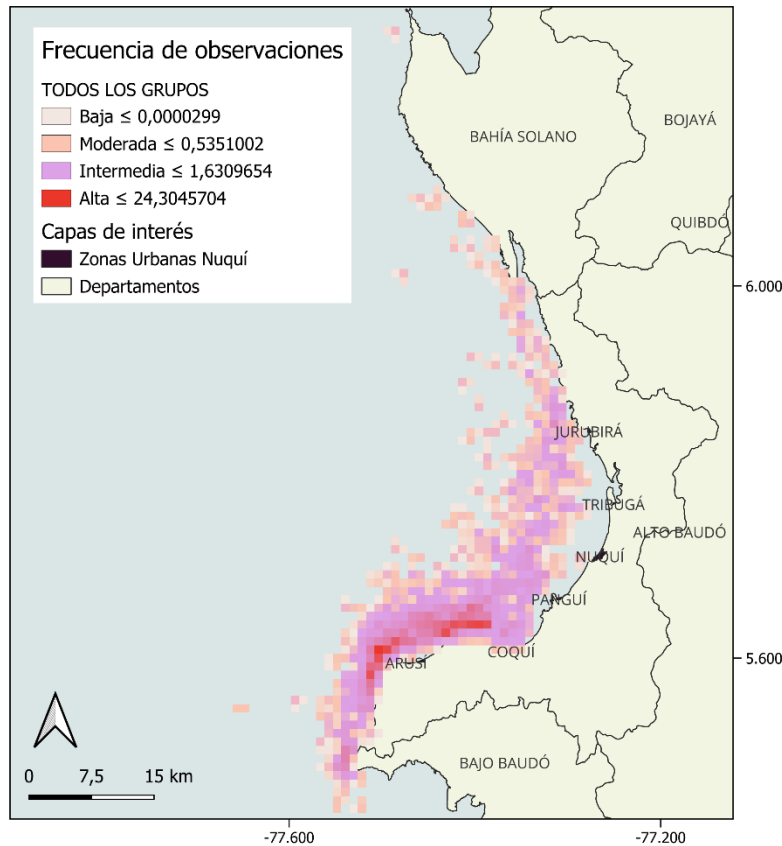 Frecuencia de observaciones
TODOS LOS GRUPOS
Baja ≤ 0,0000299
Moderada ≤ 0,5351002
Intermedia ≤ 1,6309654
Alta ≤ 24,3045704
Capas de interés
Zonas Urbanas Nuquí
Departamentos
BOJAYÁ
BAHÍA SOLANO
QUIBDÓ
6.000
JURUBIRÁ
TRIBUGÁ
ALTO BAUDÓ
NUQUÍ
PANGUÍ
COQUÍ
ARUSÍ
5.600
BAJO BAUDÓ
0 7,5 15 km
-77.600
-77.200